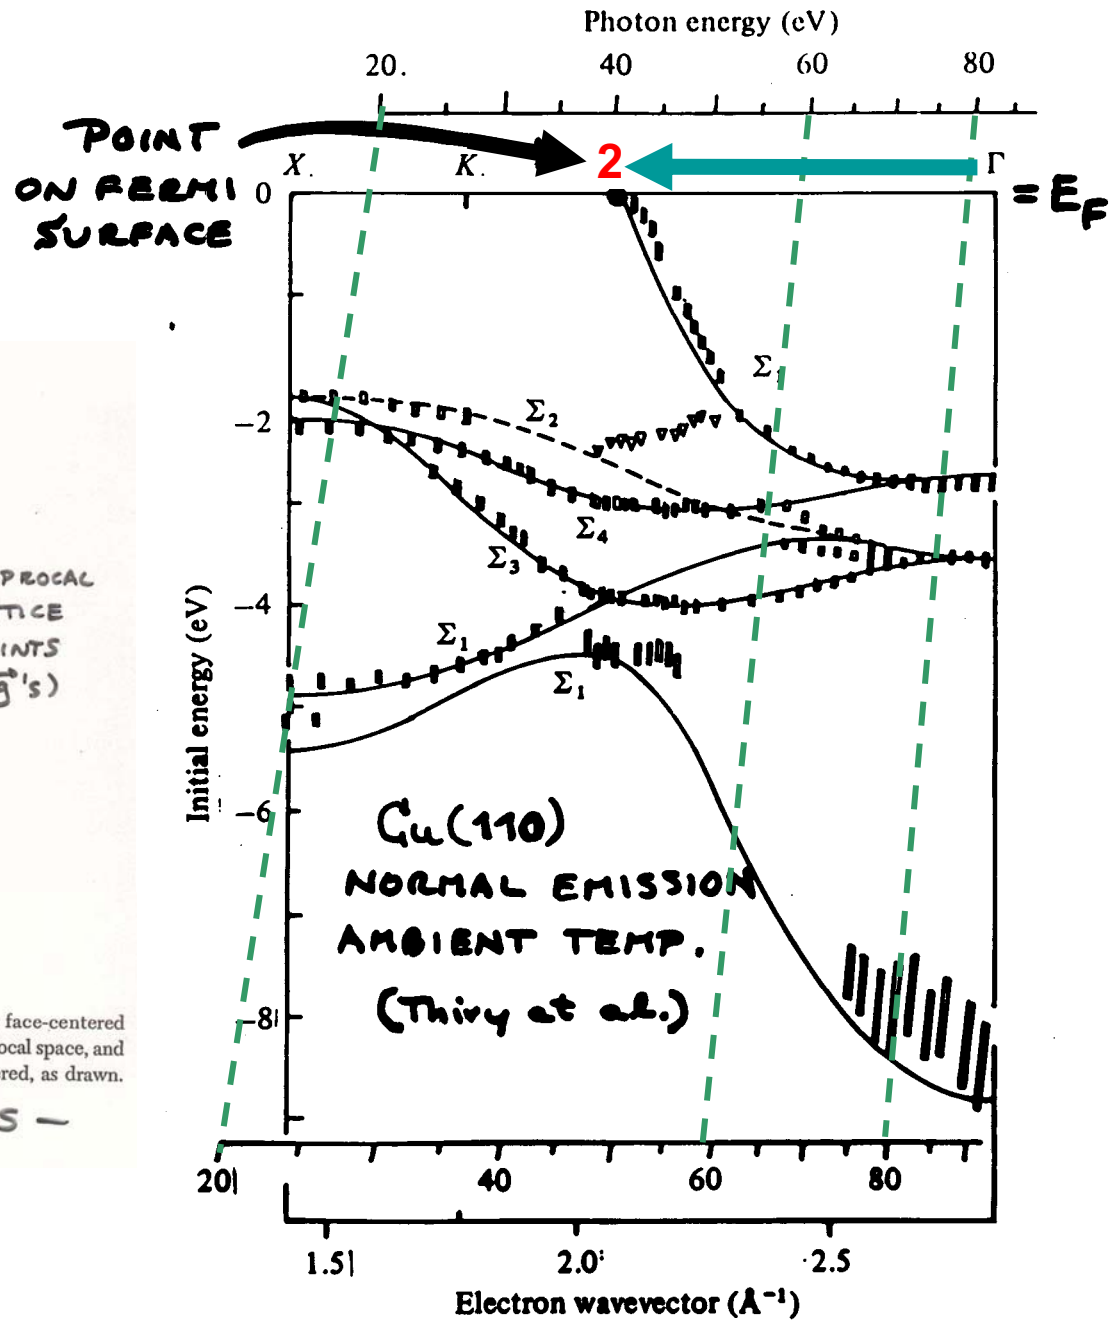 Photon energy (eV)
20. 40 60 80
POINT
ON FERMI
SURFACE
X. K. 2 Γ
0
= E_F
Σ₁
−2
Σ₂
Σ₄
Σ₃
−4
Σ₁
Σ₁
Initial energy (eV)
−6
−8
Cu(110)
NORMAL EMISSION
AMBIENT TEMP.
(Thiry et al.)
PROCAL
TICE
INTS
g's)
face-centered
ocal space, and
red, as drawn.
S —
20 40 60 80
1.5 2.0 2.5
Electron wavevector (Å⁻¹)